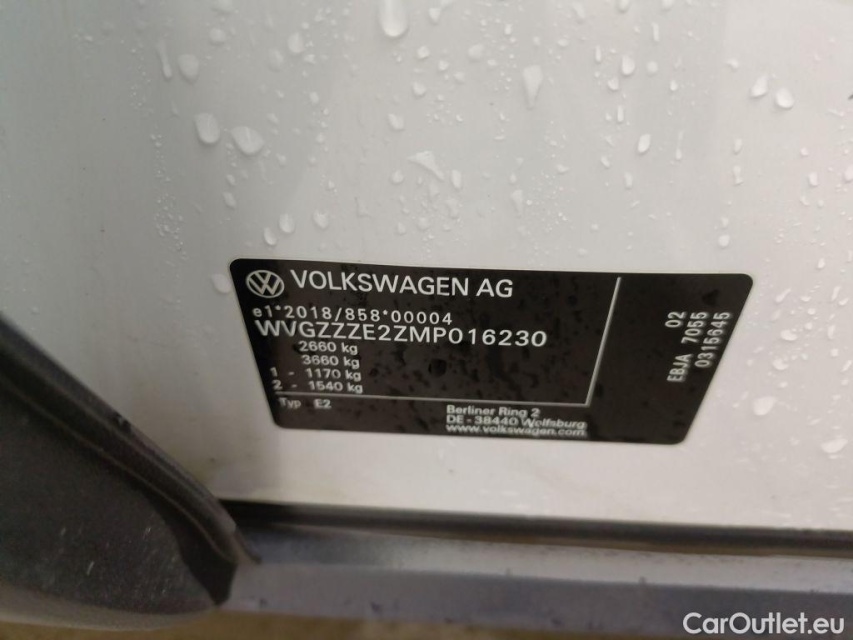 VOLKSWAGEN AG
e1*2018/858*00004
WVGZZZE2ZMP016230
2660 kg
3660 kg
1 - 1170 kg
2 - 1540 kg
Typ E2
Berliner Ring 2
DE - 38440 Wolfsburg
www.volkswagen.com
02
EBJA 7055
0315645
CarOutlet.eu